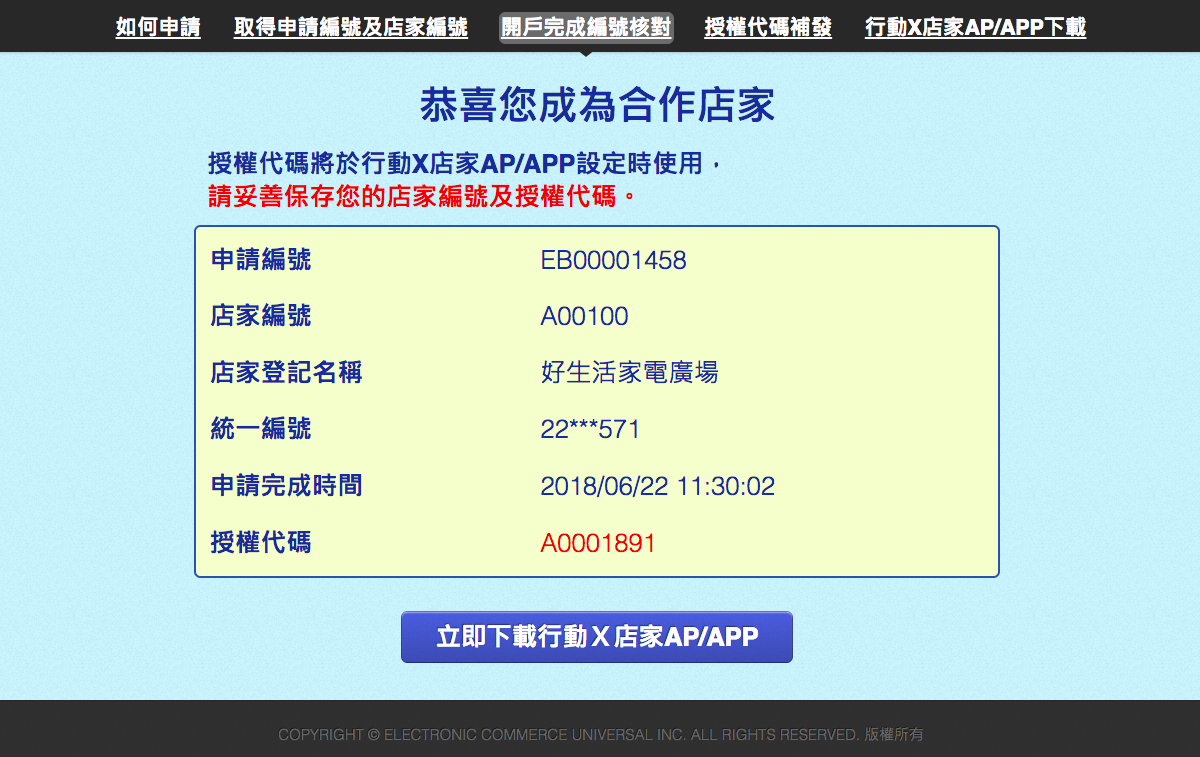 如何申請 取得申請編號及店家編號 開戶完成編號核對 授權代碼補發 行動X店家AP/APP下載
恭喜您成為合作店家
授權代碼將於行動X店家AP/APP設定時使用，
請妥善保存您的店家編號及授權代碼。
申請編號 EB00001458
店家編號 A00100
店家登記名稱 好生活家電廣場
統一編號 22***571
申請完成時間 2018/06/22 11:30:02
授權代碼 A0001891
立即下載行動Ｘ店家AP/APP
COPYRIGHT © ELECTRONIC COMMERCE UNIVERSAL INC. ALL RIGHTS RESERVED. 版權所有